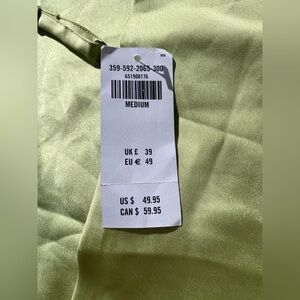 359-592-2065-300
651900176
MEDIUM
UK £ 39
EU € 49
US $ 49.95
CAN $ 59.95